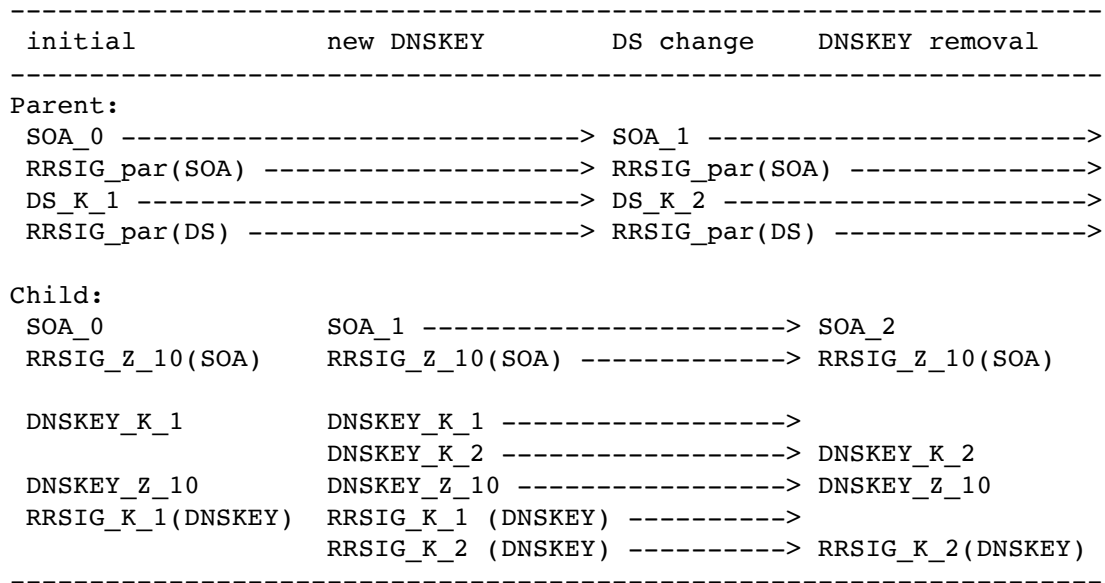 ----------------------------------------------------------------------
 initial            new DNSKEY        DS change    DNSKEY removal
----------------------------------------------------------------------
Parent:
 SOA_0 -----------------------------> SOA_1 ------------------------>
 RRSIG_par(SOA) --------------------> RRSIG_par(SOA) --------------->
 DS_K_1 ----------------------------> DS_K_2 ----------------------->
 RRSIG_par(DS) ---------------------> RRSIG_par(DS) ---------------->

Child:
 SOA_0              SOA_1 -----------------------> SOA_2
 RRSIG_Z_10(SOA)    RRSIG_Z_10(SOA) -------------> RRSIG_Z_10(SOA)

 DNSKEY_K_1         DNSKEY_K_1 ------------------>
                    DNSKEY_K_2 ------------------> DNSKEY_K_2
 DNSKEY_Z_10        DNSKEY_Z_10 -----------------> DNSKEY_Z_10
 RRSIG_K_1(DNSKEY)  RRSIG_K_1 (DNSKEY) ---------->
                    RRSIG_K_2 (DNSKEY) ----------> RRSIG_K_2(DNSKEY)
----------------------------------------------------------------------